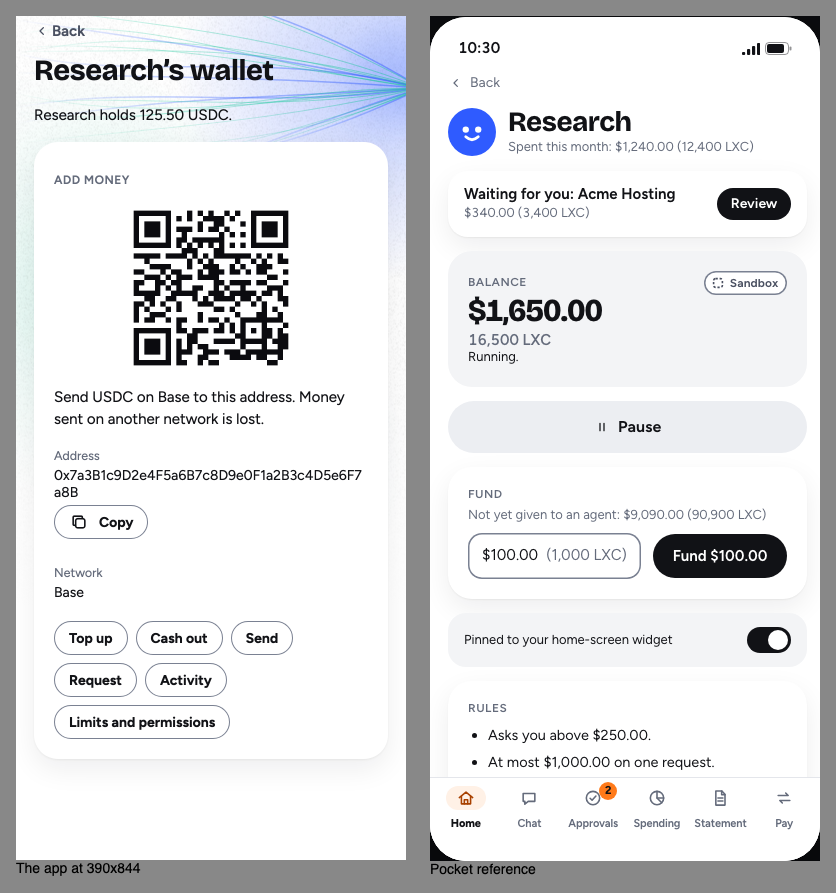 Back
Research's wallet
Research holds 125.50 USDC.
ADD MONEY
Send USDC on Base to this address. Money
sent on another network is lost.
Address
0x7a3B1c9D2e4F5a6B7c8D9e0F1a2B3c4D5e6F7
a8B
Copy
Network
Base
Top up
Cash out
Send
Request
Activity
Limits and permissions
The app at 390x844
10:30
Back
Research
Spent this month: $1,240.00 (12,400 LXC)
Waiting for you: Acme Hosting
$340.00 (3,400 LXC)
Review
BALANCE
Sandbox
$1,650.00
16,500 LXC
Running.
Pause
FUND
Not yet given to an agent: $9,090.00 (90,900 LXC)
$100.00 (1,000 LXC)
Fund $100.00
Pinned to your home-screen widget
RULES
Asks you above $250.00.
At most $1,000.00 on one request.
2
Home
Chat
Approvals
Spending
Statement
Pay
Pocket reference